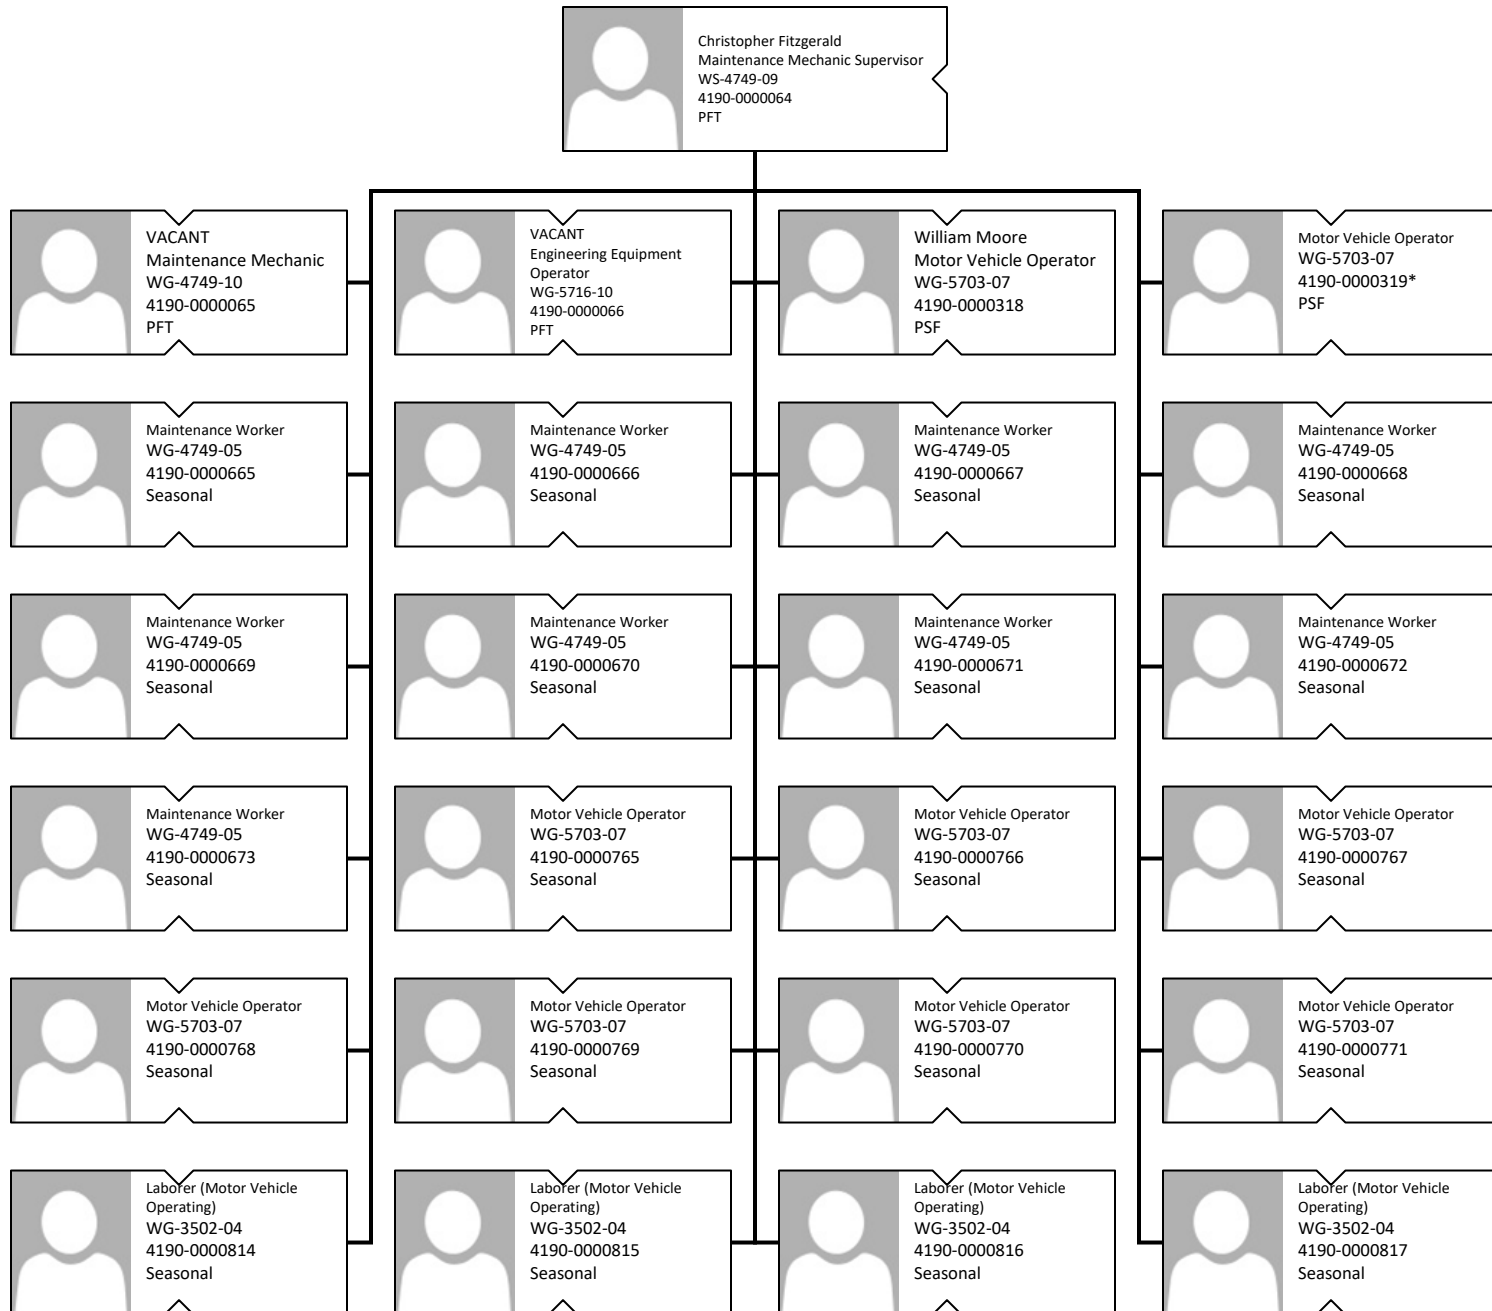 Christopher Fitzgerald
Maintenance Mechanic Supervisor
WS-4749-09
4190-0000064
PFT
VACANT
Maintenance Mechanic
WG-4749-10
4190-0000065
PFT
VACANT
Engineering Equipment
Operator
WG-5716-10
4190-0000066
PFT
William Moore
Motor Vehicle Operator
WG-5703-07
4190-0000318
PSF
Motor Vehicle Operator
WG-5703-07
4190-0000319*
PSF
Maintenance Worker
WG-4749-05
4190-0000665
Seasonal
Maintenance Worker
WG-4749-05
4190-0000666
Seasonal
Maintenance Worker
WG-4749-05
4190-0000667
Seasonal
Maintenance Worker
WG-4749-05
4190-0000668
Seasonal
Maintenance Worker
WG-4749-05
4190-0000669
Seasonal
Maintenance Worker
WG-4749-05
4190-0000670
Seasonal
Maintenance Worker
WG-4749-05
4190-0000671
Seasonal
Maintenance Worker
WG-4749-05
4190-0000672
Seasonal
Maintenance Worker
WG-4749-05
4190-0000673
Seasonal
Motor Vehicle Operator
WG-5703-07
4190-0000765
Seasonal
Motor Vehicle Operator
WG-5703-07
4190-0000766
Seasonal
Motor Vehicle Operator
WG-5703-07
4190-0000767
Seasonal
Motor Vehicle Operator
WG-5703-07
4190-0000768
Seasonal
Motor Vehicle Operator
WG-5703-07
4190-0000769
Seasonal
Motor Vehicle Operator
WG-5703-07
4190-0000770
Seasonal
Motor Vehicle Operator
WG-5703-07
4190-0000771
Seasonal
Laborer (Motor Vehicle
Operating)
WG-3502-04
4190-0000814
Seasonal
Laborer (Motor Vehicle
Operating)
WG-3502-04
4190-0000815
Seasonal
Laborer (Motor Vehicle
Operating)
WG-3502-04
4190-0000816
Seasonal
Laborer (Motor Vehicle
Operating)
WG-3502-04
4190-0000817
Seasonal